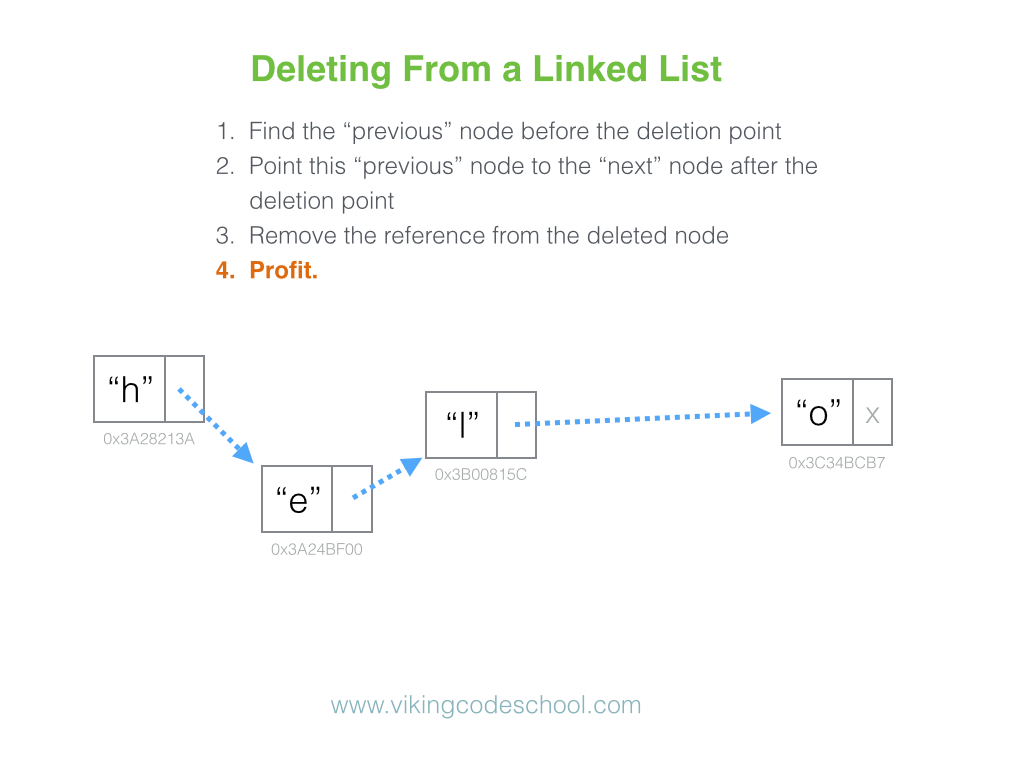 Deleting From a Linked List
1. Find the “previous” node before the deletion point
2. Point this “previous” node to the “next” node after the
deletion point
3. Remove the reference from the deleted node
4. Profit.
“h”
0x3A28213A
“e”
0x3A24BF00
“l”
0x3B00815C
“o”
x
0x3C34BCB7
www.vikingcodeschool.com